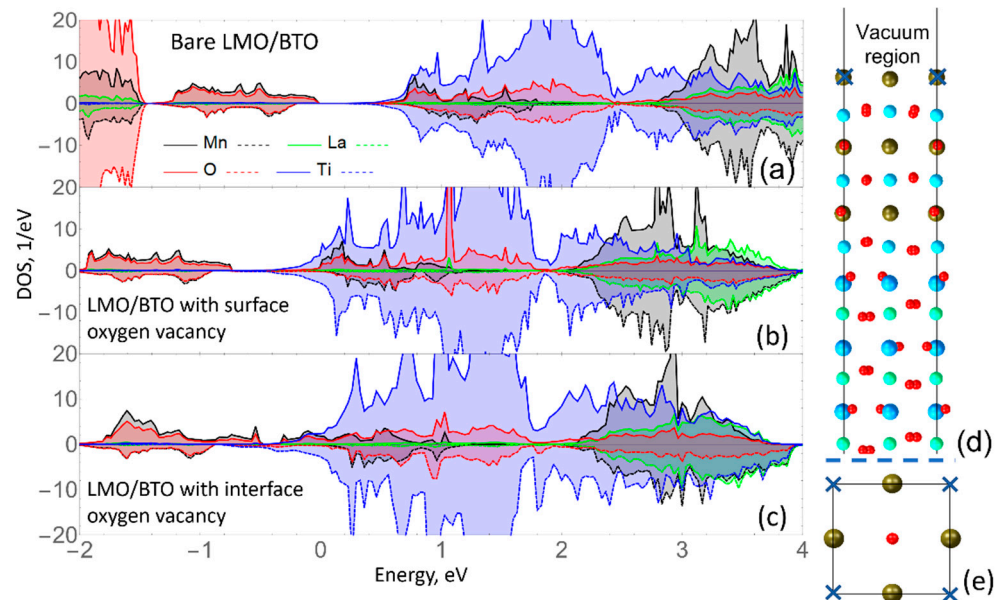 20
10
0
−10
Bare LMO/BTO
Mn
La
O
Ti
(a)
DOS, 1/eV
20
10
0
−10
LMO/BTO with surface
oxygen vacancy
(b)
20
10
0
−10
−20
LMO/BTO with interface
oxygen vacancy
(c)
−2
−1
0
1
2
3
4
Energy, eV
Vacuum
region
(d)
(e)